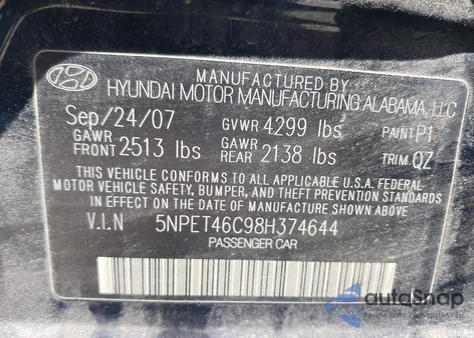 MANUFACTURED BY
HYUNDAI MOTOR MANUFACTURING ALABAMA, LLC
Sep/24/07 GVWR 4299 lbs PAINT P1
GAWR FRONT 2513 lbs GAWR REAR 2138 lbs TRIM QZ
THIS VEHICLE CONFORMS TO ALL APPLICABLE U.S.A. FEDERAL
MOTOR VEHICLE SAFETY, BUMPER, AND THEFT PREVENTION STANDARDS
IN EFFECT ON THE DATE OF MANUFACTURE SHOWN ABOVE.
V.I.N 5NPET46C98H374644
PASSENGER CAR
autoSnap